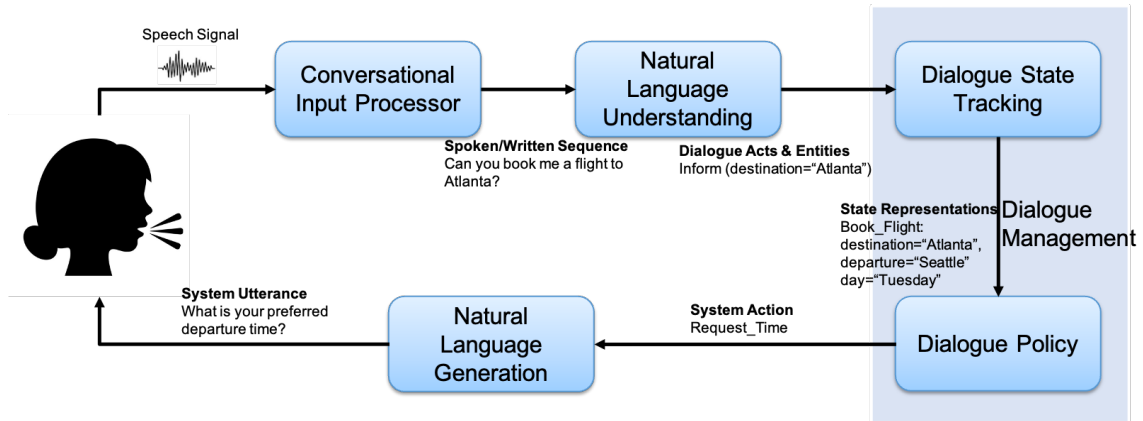 Speech Signal
Conversational
Input Processor
Natural
Language
Understanding
Dialogue State
Tracking
Spoken/Written Sequence
Can you book me a flight to
Atlanta?
Dialogue Acts & Entities
Inform (destination=“Atlanta”)
State Representations
Book_Flight:
destination=“Atlanta”,
departure=“Seattle”
day=“Tuesday”
Dialogue
Management
System Utterance
What is your preferred
departure time?
Natural
Language
Generation
System Action
Request_Time
Dialogue Policy